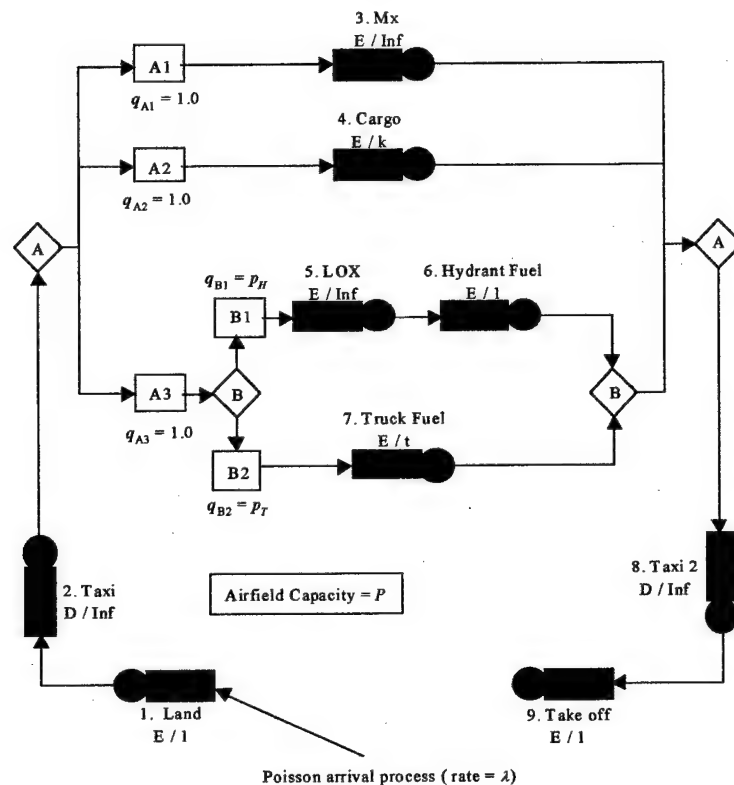 3. Mx
E / Inf
A1
q_A1 = 1.0
4. Cargo
E / k
A2
q_A2 = 1.0
A
A
q_B1 = p_H
5. LOX
E / Inf
6. Hydrant Fuel
E / 1
B1
A3
B
B
q_A3 = 1.0
7. Truck Fuel
E / t
B2
q_B2 = p_T
2. Taxi
D / Inf
8. Taxi 2
D / Inf
Airfield Capacity = P
1. Land
E / 1
9. Take off
E / 1
Poisson arrival process ( rate = λ)